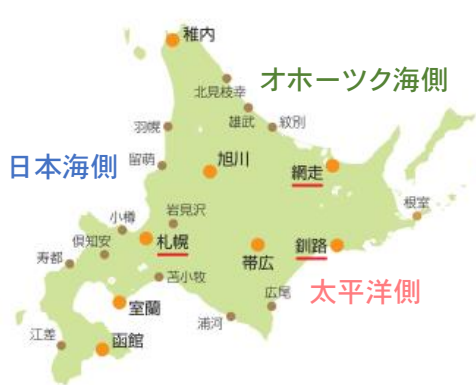 稚内
オホーツク海側
北見枝幸
雄武
紋別
羽幌
日本海側
留萌
旭川
網走
根室
岩見沢
小樽
札幌
釧路
倶知安
帯広
寿都
苫小牧
太平洋側
広尾
室蘭
浦河
江差
函館